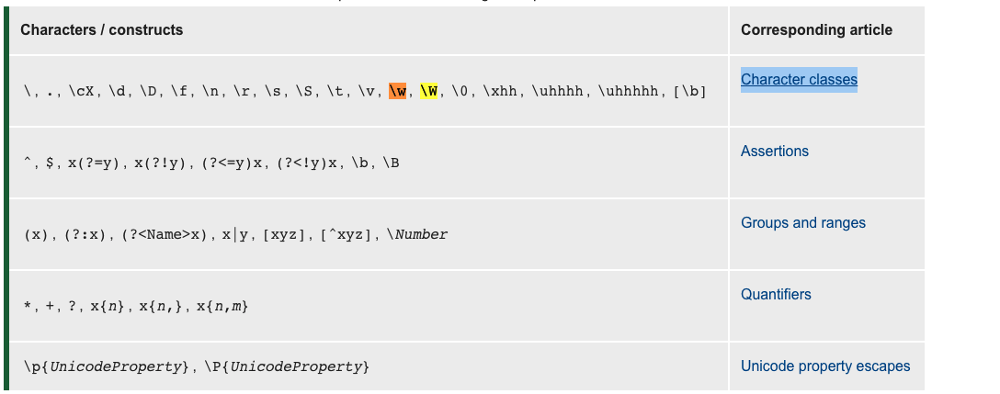 Characters / constructs Corresponding article
\, ., \cX, \d, \D, \f, \n, \r, \s, \S, \t, \v, \w, \W, \0, \xhh, \uhhhh, \uhhhhh, [\b] Character classes
^, $, x(?=y), x(?!y), (?<=y)x, (?<!y)x, \b, \B Assertions
(x), (?:x), (?<Name>x), x|y, [xyz], [^xyz], \Number Groups and ranges
*, +, ?, x{n}, x{n,}, x{n,m} Quantifiers
\p{UnicodeProperty}, \P{UnicodeProperty} Unicode property escapes